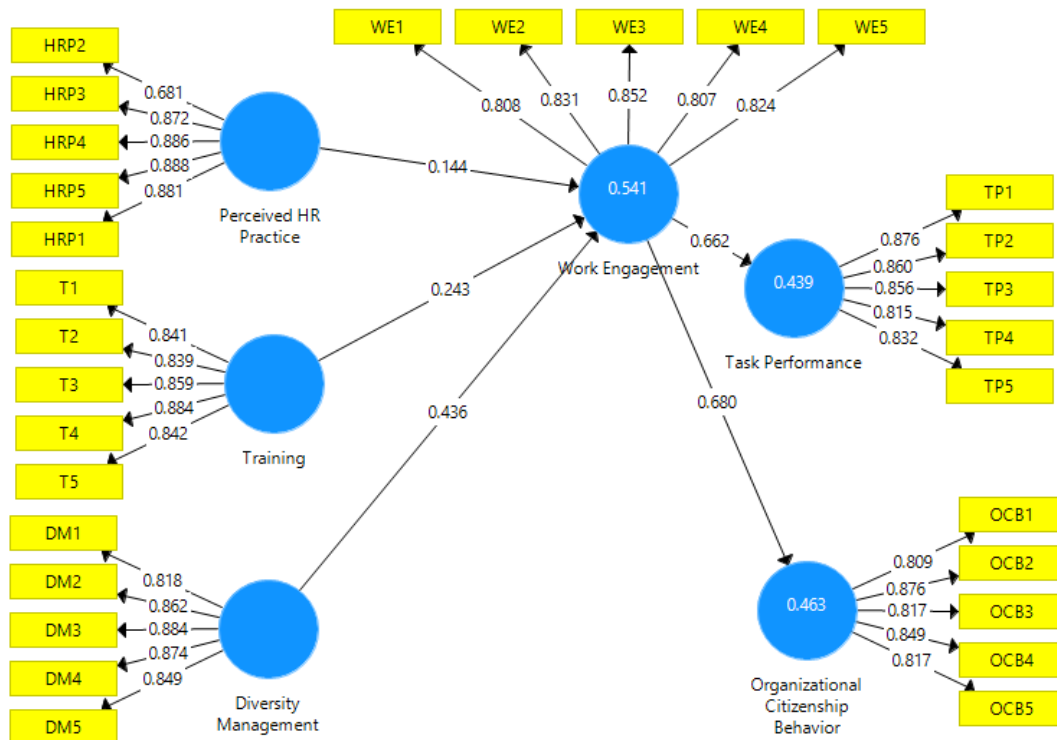 WE1
WE2
WE3
WE4
WE5
HRP2
HRP3
HRP4
HRP5
HRP1
0.681
0.872
0.886
0.888
0.881
Perceived HR
Practice
0.808
0.831
0.852
0.807
0.824
0.144
0.541
Work Engagement
T1
T2
T3
T4
T5
0.841
0.839
0.859
0.884
0.842
Training
0.243
0.662
0.439
Task Performance
TP1
TP2
TP3
TP4
TP5
0.876
0.860
0.856
0.815
0.832
DM1
DM2
DM3
DM4
DM5
0.818
0.862
0.884
0.874
0.849
Diversity
Management
0.436
0.680
0.463
Organizational
Citizenship
Behavior
OCB1
OCB2
OCB3
OCB4
OCB5
0.809
0.876
0.817
0.849
0.817